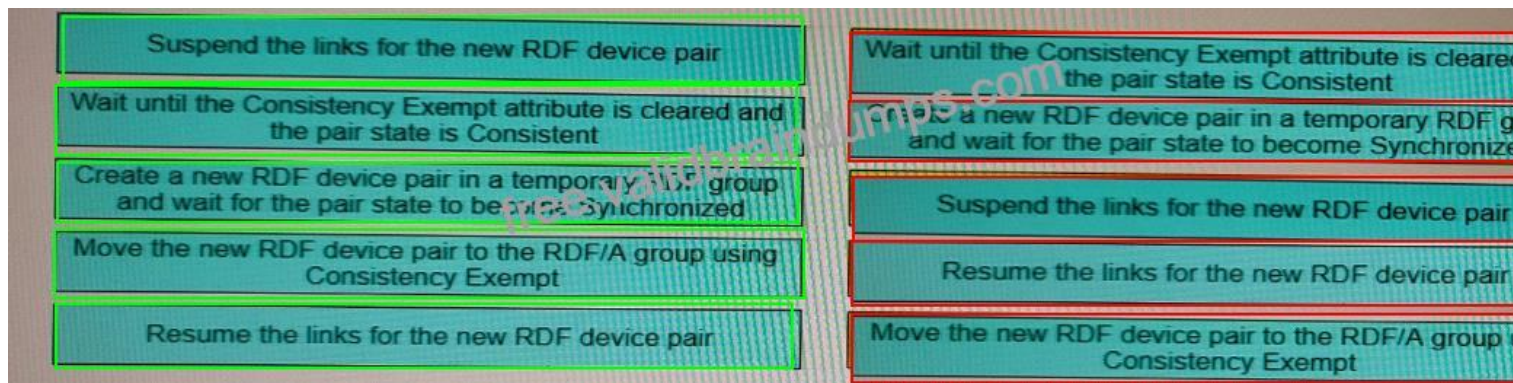 Suspend the links for the new RDF device pair
Wait until the Consistency Exempt attribute is cleared and
the pair state is Consistent
Create a new RDF device pair in a temporary group
and wait for the pair state to Synchronized
Move the new RDF device pair to the RDF/A group using
Consistency Exempt
Resume the links for the new RDF device pair
Wait until the Consistency Exempt attribute is
the pair state is Consistent
a new RDF device pair in a temporary RDF
and wait for the pair state to become
Suspend the links for the new RDF device pair
Resume the links for the new RDF device pair
Move the new RDF device pair to the RDF/A group
Consistency Exempt
free.validbraindumps.com